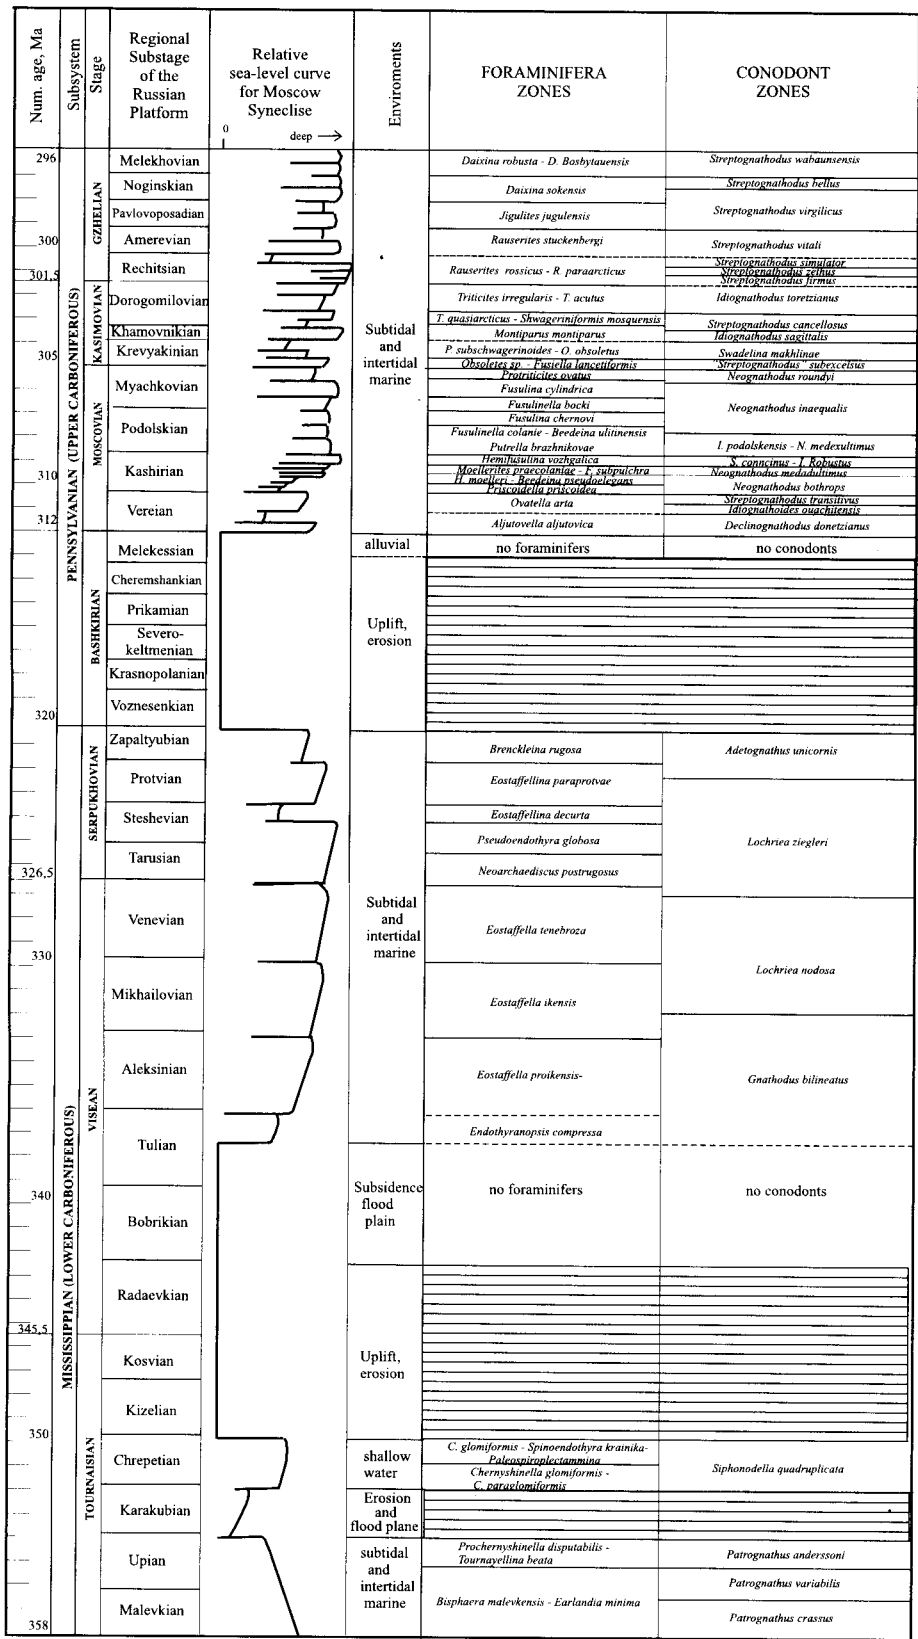 Num. age, Ma
Subsystem
Stage
Regional
Substage
of the
Russian
Platform
Relative
sea-level curve
for Moscow
Syneclise
0
deep
Enviroments
FORAMINIFERA
ZONES
CONODONT
ZONES
296
300
301,5
305
310
312
320
326,5
330
340
345,5
350
358
PENNSYLVANIAN (UPPER CARBONIFEROUS)
MISSISSIPPIAN (LOWER CARBONIFEROUS)
GZHELIAN
KASIMOVIAN
MOSCOVIAN
BASHKIRIAN
SERPUKHOVIAN
VISEAN
TOURNAISIAN
Melekhovian
Noginskian
Pavlovoposadian
Amerevian
Rechitsian
Dorogomilovian
Khamovnikian
Krevyakinian
Myachkovian
Podolskian
Kashirian
Vereian
Melekessian
Cheremshankian
Prikamian
Severo-
keltmenian
Krasnopolanian
Voznesenkian
Zapaltyubian
Protvian
Steshevian
Tarusian
Venevian
Mikhailovian
Aleksinian
Tulian
Bobrikian
Radaevkian
Kosvian
Kizelian
Chrepetian
Karakubian
Upian
Malevkian
Subtidal
and
intertidal
marine
alluvial
Uplift,
erosion
Subtidal
and
intertidal
marine
Subsidence
flood
plain
Uplift,
erosion
shallow
water
Erosion
and
flood plane
subtidal
and
intertidal
marine
Daixina robusta - D. Bosbytauensis
Daixina sokensis
Jigulites jugulensis
Rauserites stuckenbergi
Rauserites rossicus - R. paraarcticus
Triticites irregularis - T. acutus
T. quasiarcticus - Shwageriniformis mosquensis
Montiparus montiparus
P. subschwagerinoides - O. obsoletus
Obsoletes sp. - Fusiella lancetiformis
Protriticites ovatus
Fusulina cylindrica
Fusulinella bocki
Fusulina chernovi
Fusulinella colanie - Beedeina ulitinensis
Putrella brazhnikovae
Hemifusulina vozhgalica
Moellerites praecolaniae - F. subpulchra
H. moelleri - Beedeina pseudoelegans
Priscoidella priscoidea
Ovatella arta
Aljutovella aljutovica
no foraminifers
Brenckleina rugosa
Eostaffellina paraprotvae
Eostaffellina decurta
Pseudoendothyra globosa
Neoarchaediscus postrugosus
Eostaffella tenebroza
Eostaffella ikensis
Eostaffella proikensis-
Endothyranopsis compressa
no foraminifers
C. glomiformis - Spinoendothyra krainika-
Paleospiroplectammina
Chernyshinella glomiformis -
C. paraglomiformis
Prochernyshinella disputabilis -
Tournayellina beata
Bisphaera malevkensis - Earlandia minima
Streptognathodus wabaunsensis
Streptognathodus bellus
Streptognathodus virgilicus
Streptognathodus vitali
Streptognathodus simulator
Streptognathodus zethus
Streptognathodus firmus
Idiognathodus toretzianus
Streptognathodus cancellosus
Idiognathodus sagittalis
Swadelina makhlinae
"Streptognathodus" subexcelsus
Neognathodus roundyi
Neognathodus inaequalis
I. podolskensis - N. medexultimus
S. conncinus - I. Robustus
Neognathodus medadultimus
Neognathodus bothrops
Streptognathodus transitivus
Idiognathoides ouachitensis
Declinognathodus donetzianus
no conodonts
Adetognathus unicornis
Lochriea ziegleri
Lochriea nodosa
Gnathodus bilineatus
no conodonts
Siphonodella quadruplicata
Patrognathus anderssoni
Patrognathus variabilis
Patrognathus crassus